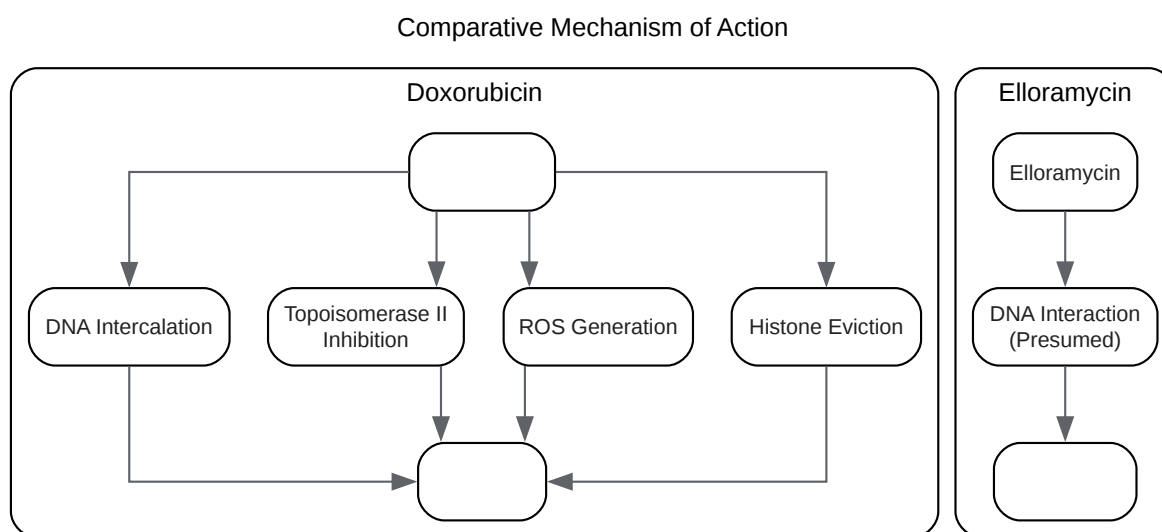 Comparative Mechanism of Action
Doxorubicin
Elloramycin
Elloramycin
DNA Intercalation
Topoisomerase II
Inhibition
ROS Generation
Histone Eviction
DNA Interaction
(Presumed)